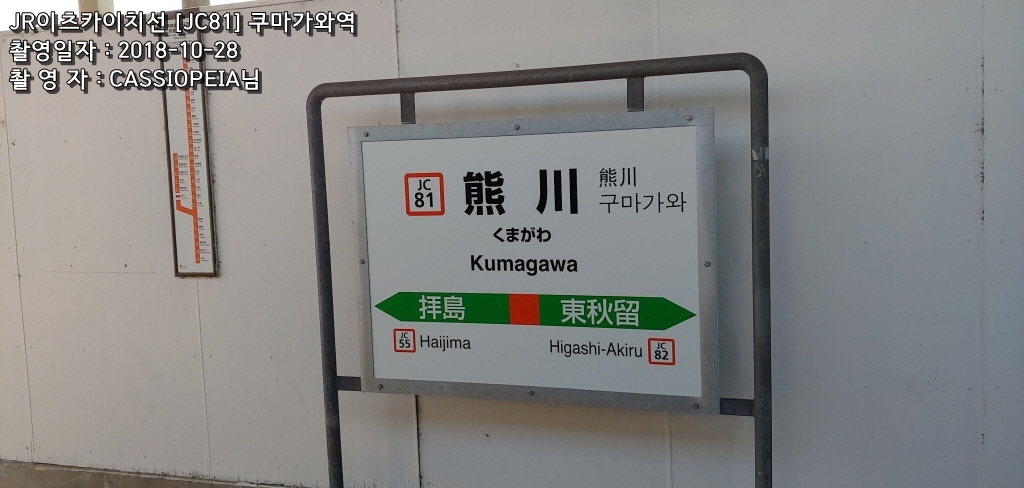 JR이츠카이치선 [JC81] 쿠마가와역
촬영일자 : 2018-10-28
촬 영 자 : CASSIOPEIA님
JC
81
熊川
熊川
구마가와
くまがわ
Kumagawa
拝島
東秋留
JC
55
Haijima
Higashi-Akiru
JC
82